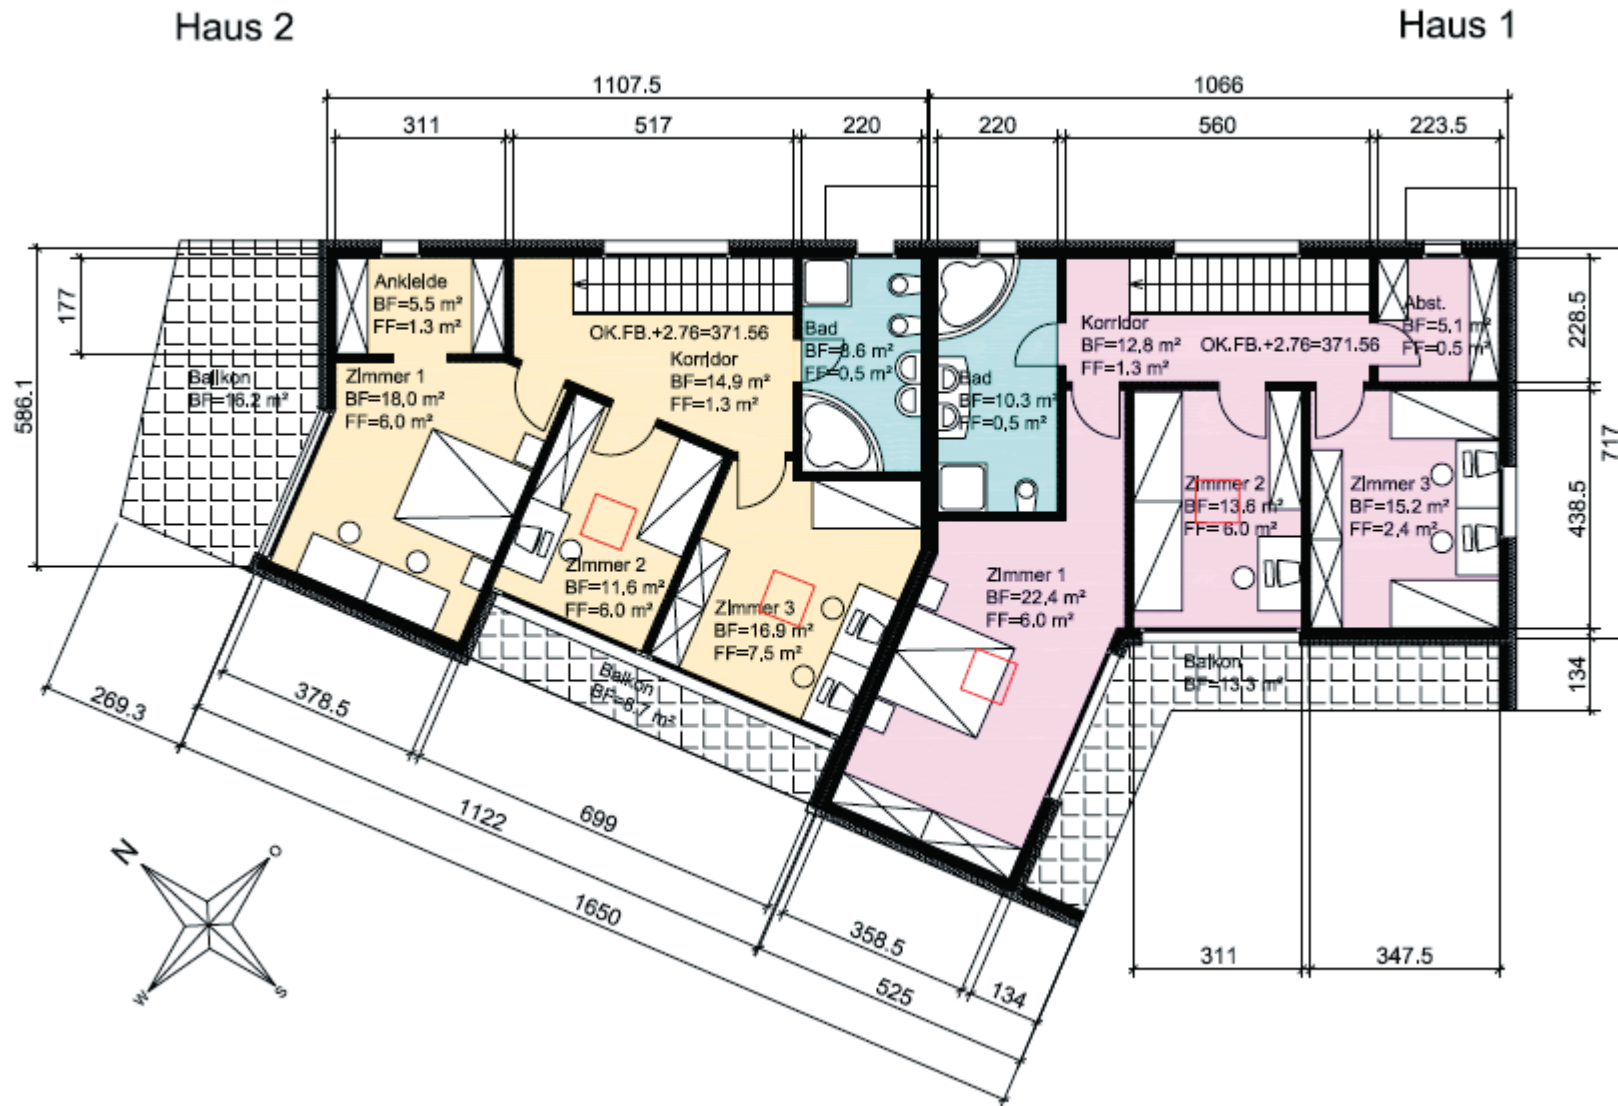 Haus 2
Haus 1
1107.5
1066
311
517
220
220
560
223.5
177
586.1
228.5
717
438.5
134
Ankleide
BF=5.5 m²
FF=1.3 m²
OK.FB.+2.76=371.56
Korridor
BF=14.9 m²
FF=1.3 m²
Bad
BF=8.6 m²
FF=0.5 m²
Bad
BF=10.3 m²
FF=0.5 m²
Korridor
BF=12.8 m²
FF=1.3 m²
OK.FB.+2.76=371.56
Abst.
BF=5.1 m²
FF=0.5 m²
Balkon
BF=16.2 m²
Zimmer 1
BF=18.0 m²
FF=6.0 m²
Zimmer 2
BF=11.6 m²
FF=6.0 m²
Zimmer 3
BF=16.9 m²
FF=7.5 m²
Zimmer 1
BF=22.4 m²
FF=6.0 m²
Zimmer 2
BF=13.6 m²
FF=6.0 m²
Zimmer 3
BF=15.2 m²
FF=2.4 m²
Balkon
BF=8.7 m²
Balkon
BF=13.3 m²
269.3
378.5
699
1122
1650
358.5
134
525
311
347.5
N
O
W
S